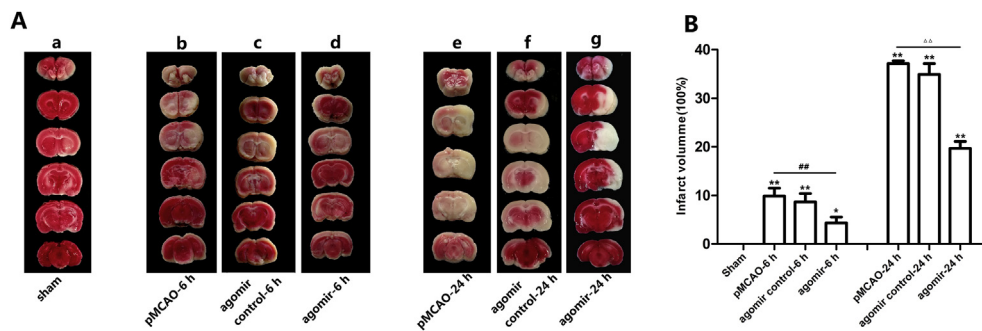 A
B
a
b
c
d
e
f
g
sham
pMCAO-6 h
agomir
control-6 h
agomir-6 h
pMCAO-24 h
agomir
control-24 h
agomir-24 h
Infarct volumme(100%)
40
30
20
10
0
**
**
##
*
**
**
△△
**
Sham
pMCAO-6 h
agomir control-6 h
agomir-6 h
pMCAO-24 h
agomir control-24 h
agomir-24 h